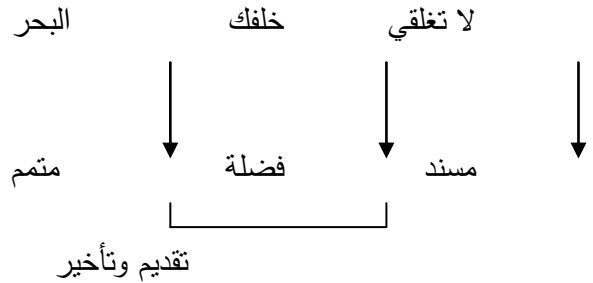 لا تغلقي خلفك البحر
مسند فضلة متمم
تقديم وتأخير